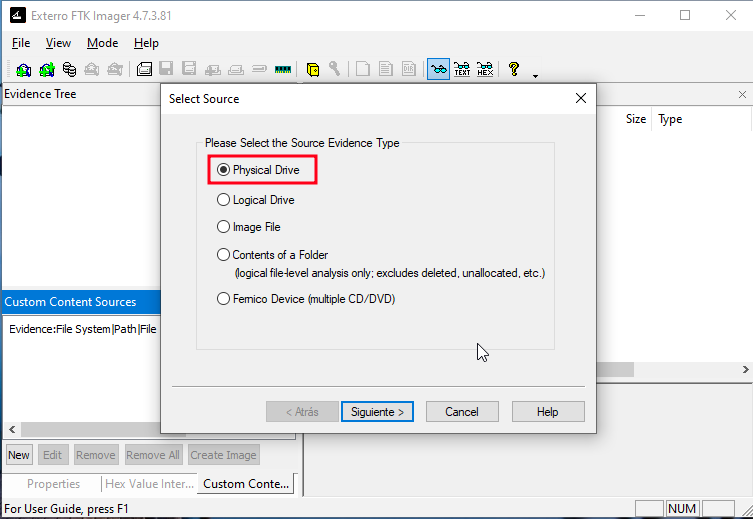 Exterro FTK Imager 4.7.3.81
File View Mode Help
TEXT HEX
Evidence Tree
Size Type
Select Source
Please Select the Source Evidence Type
Physical Drive
Logical Drive
Image File
Contents of a Folder
(logical file-level analysis only; excludes deleted, unallocated, etc.)
Fernico Device (multiple CD/DVD)
< Atrás Siguiente > Cancel Help
Custom Content Sources
Evidence:File System|Path|File
New Edit Remove Remove All Create Image
Properties Hex Value Inter... Custom Conte...
For User Guide, press F1
NUM